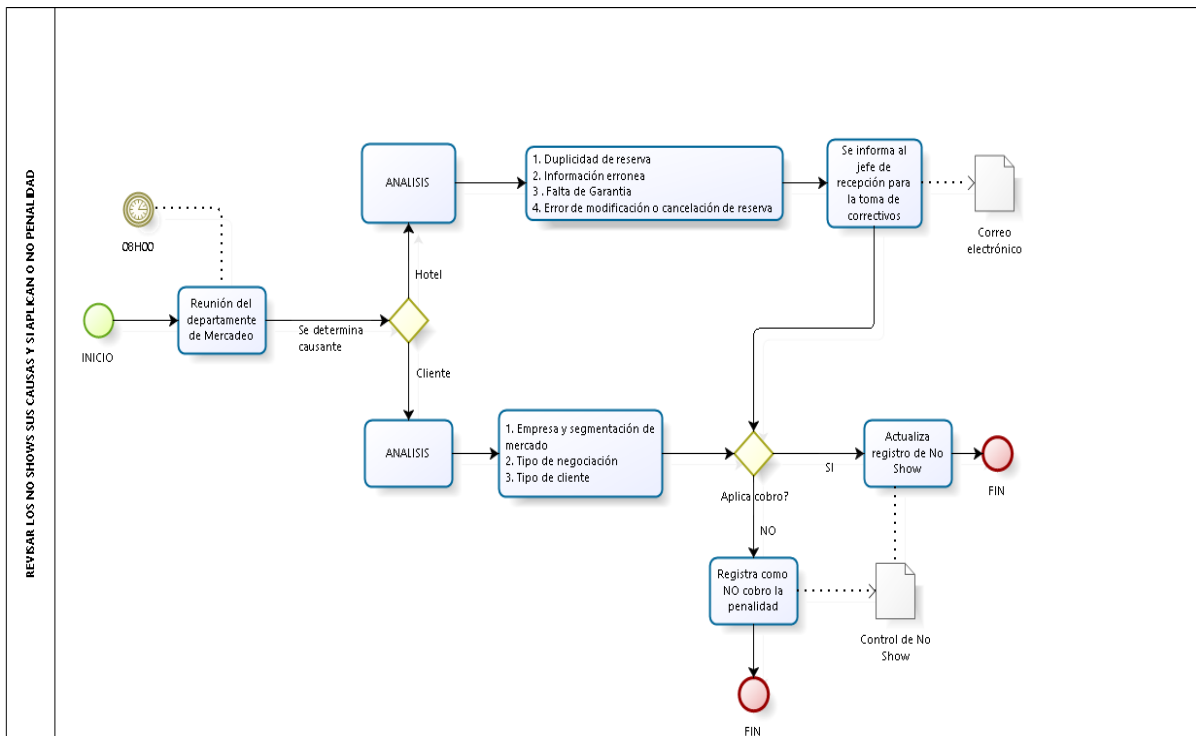 REVISAR LOS NO SHOWS SUS CAUSAS Y SI APLICAN O NO PENALIDAD
08H00
INICIO
Reunión del
departamente
de Mercadeo
Se determina
causante
Hotel
Cliente
ANALISIS
1. Duplicidad de reserva
2. Información erronea
3 . Falta de Garantia
4. Error de modificación o cancelación de reserva
Se informa al
jefe de
recepción para
la toma de
correctivos
Correo
electrónico
ANALISIS
1. Empresa y segmentación de
mercado
2. Tipo de negociación
3. Tipo de cliente
Aplica cobro?
SI
Actualiza
registro de No
Show
FIN
NO
Registra como
NO cobro la
penalidad
Control de No
Show
FIN